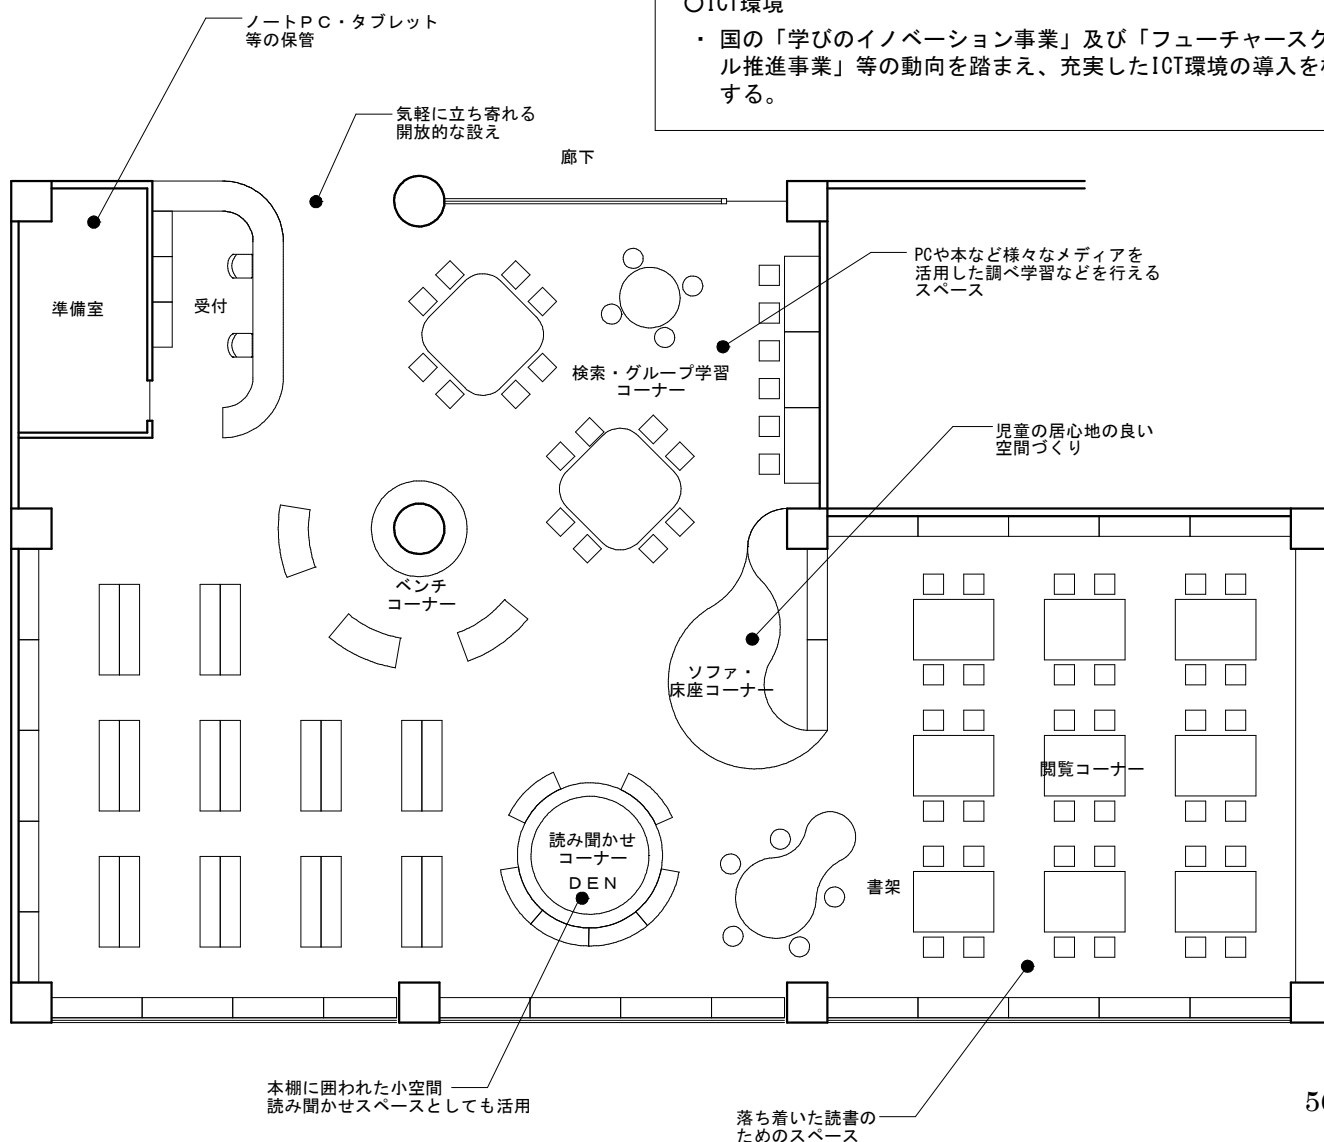 〇ICT環境
・ 国の「学びのイノベーション事業」及び「フューチャースク
ル推進事業」等の動向を踏まえ、充実したICT環境の導入を
する。
ノートＰＣ・タブレット
等の保管
気軽に立ち寄れる
開放的な設え
廊下
PCや本など様々なメディアを
活用した調べ学習などを行える
スペース
準備室
受付
検索・グループ学習
コーナー
児童の居心地の良い
空間づくり
ベンチ
コーナー
ソファ・
床座コーナー
閲覧コーナー
読み聞かせ
コーナー
ＤＥＮ
書架
本棚に囲われた小空間
読み聞かせスペースとしても活用
落ち着いた読書の
ためのスペース